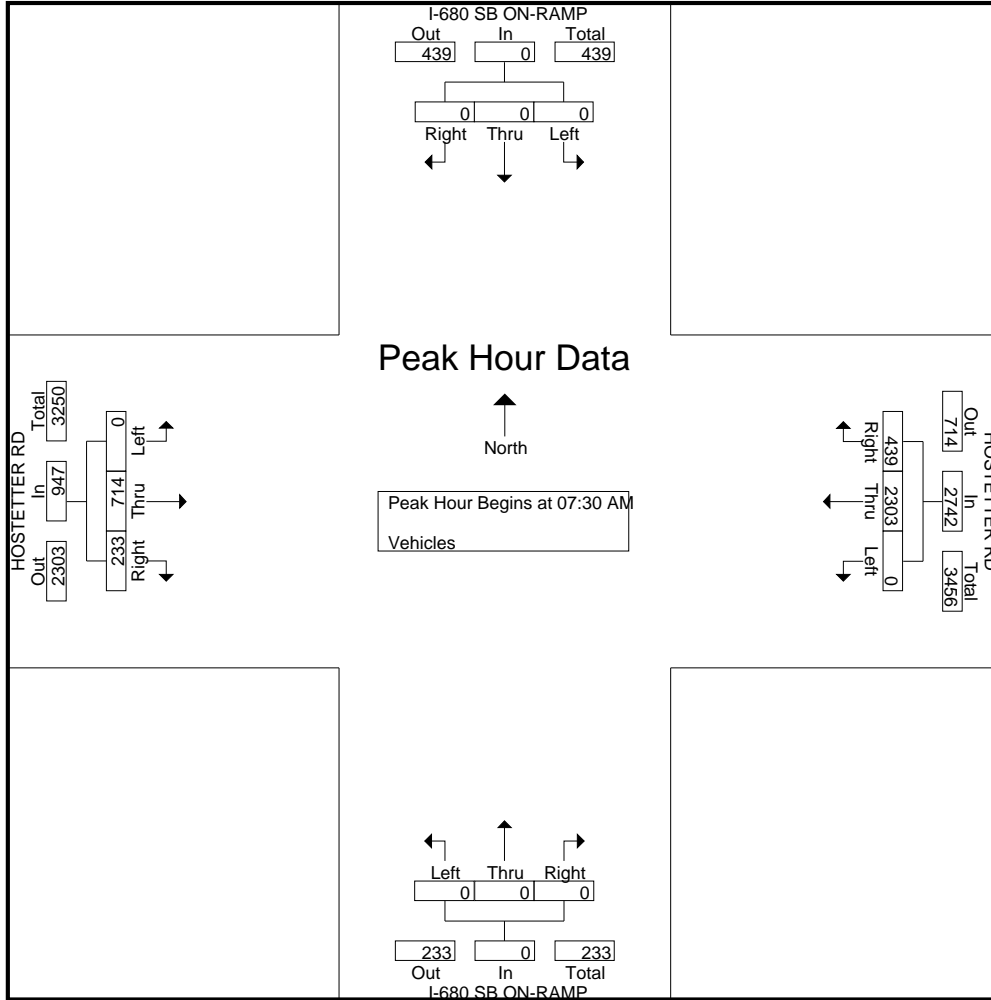 I-680 SB ON-RAMP
Out In Total
439 0 439
0 0 0
Right Thru Left
Peak Hour Data
North
Peak Hour Begins at 07:30 AM
Vehicles
HOSTETTER RD
Total In Out
3250 947 2303
0 714 233
Left Thru Right
HOSTETTER RD
Out In Total
714 2742 3456
439 2303 0
Right Thru Left
Left Thru Right
0 0 0
233 0 233
Out In Total
I-680 SB ON-RAMP